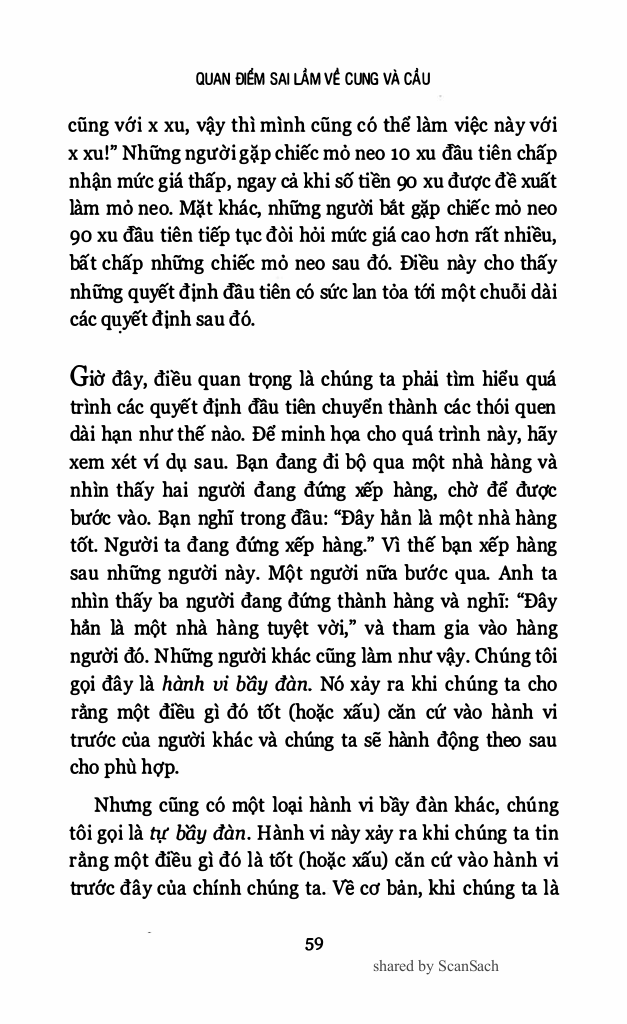 QUAN ĐIỂM SAI LẦM VỀ CUNG VÀ CẦU
cũng với x xu, vậy thì mình cũng có thể làm việc này với
x xu!” Những người gặp chiếc mỏ neo 10 xu đầu tiên chấp
nhận mức giá thấp, ngay cả khi số tiền 90 xu được đề xuất
làm mỏ neo. Mặt khác, những người bắt gặp chiếc mỏ neo
90 xu đầu tiên tiếp tục đòi hỏi mức giá cao hơn rất nhiều,
bất chấp những chiếc mỏ neo sau đó. Điều này cho thấy
những quyết định đầu tiên có sức lan tỏa tới một chuỗi dài
các quyết định sau đó.
Giờ đây, điều quan trọng là chúng ta phải tìm hiểu quá
trình các quyết định đầu tiên chuyển thành các thói quen
dài hạn như thế nào. Để minh họa cho quá trình này, hãy
xem xét ví dụ sau. Bạn đang đi bộ qua một nhà hàng và
nhìn thấy hai người đang đứng xếp hàng, chờ để được
bước vào. Bạn nghĩ trong đầu: “Đây hẳn là một nhà hàng
tốt. Người ta đang đứng xếp hàng.” Vì thế bạn xếp hàng
sau những người này. Một người nữa bước qua. Anh ta
nhìn thấy ba người đang đứng thành hàng và nghĩ: “Đây
hẳn là một nhà hàng tuyệt vời,” và tham gia vào hàng
người đó. Những người khác cũng làm như vậy. Chúng tôi
gọi đây là hành vi bầy đàn. Nó xảy ra khi chúng ta cho
rằng một điều gì đó tốt (hoặc xấu) căn cứ vào hành vi
trước của người khác và chúng ta sẽ hành động theo sau
cho phù hợp.
Nhưng cũng có một loại hành vi bầy đàn khác, chúng
tôi gọi là tự bầy đàn. Hành vi này xảy ra khi chúng ta tin
rằng một điều gì đó là tốt (hoặc xấu) căn cứ vào hành vi
trước đây của chính chúng ta. Về cơ bản, khi chúng ta là
59
shared by ScanSach